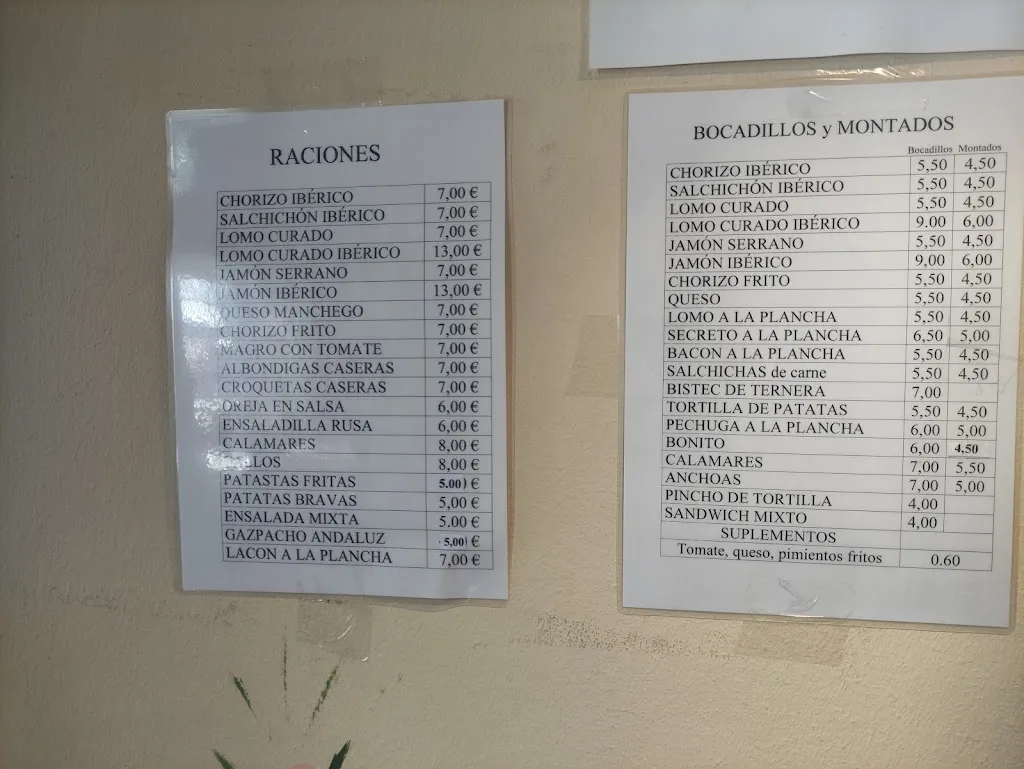 RACIONES
CHORIZO IBÉRICO 7,00 €
SALCHICHÓN IBÉRICO 7,00 €
LOMO CURADO 7,00 €
LOMO CURADO IBÉRICO 13,00 €
JAMÓN SERRANO 7,00 €
JAMÓN IBÉRICO 13,00 €
QUESO MANCHEGO 7,00 €
CHORIZO FRITO 7,00 €
MAGRO CON TOMATE 7,00 €
ALBONDIGAS CASERAS 7,00 €
CROQUETAS CASERAS 7,00 €
OREJA EN SALSA 6,00 €
ENSALADILLA RUSA 6,00 €
CALAMARES 8,00 €
8,00 €
PATASTAS FRITAS 5.00 €
PATATAS BRAVAS 5,00 €
ENSALADA MIXTA 5.00 €
GAZPACHO ANDALUZ 5,00 €
LACON A LA PLANCHA 7,00 €
BOCADILLOS y MONTADOS
Bocadillos Montados
CHORIZO IBÉRICO 5,50 4,50
SALCHICHÓN IBÉRICO 5,50 4,50
LOMO CURADO 5,50 4,50
LOMO CURADO IBÉRICO 9.00 6,00
JAMÓN SERRANO 5,50 4,50
JAMÓN IBÉRICO 9,00 6,00
CHORIZO FRITO 5,50 4,50
QUESO 5,50 4,50
LOMO A LA PLANCHA 5,50 4,50
SECRETO A LA PLANCHA 6,50 5,00
BACON A LA PLANCHA 5,50 4,50
SALCHICHAS de carne 5,50 4,50
BISTEC DE TERNERA 7,00
TORTILLA DE PATATAS 5,50 4,50
PECHUGA A LA PLANCHA 6,00 5,00
BONITO 6,00 4,50
CALAMARES 7,00 5,50
ANCHOAS 7,00 5,00
PINCHO DE TORTILLA 4,00
SANDWICH MIXTO 4,00
SUPLEMENTOS
Tomate, queso, pimientos fritos 0.60